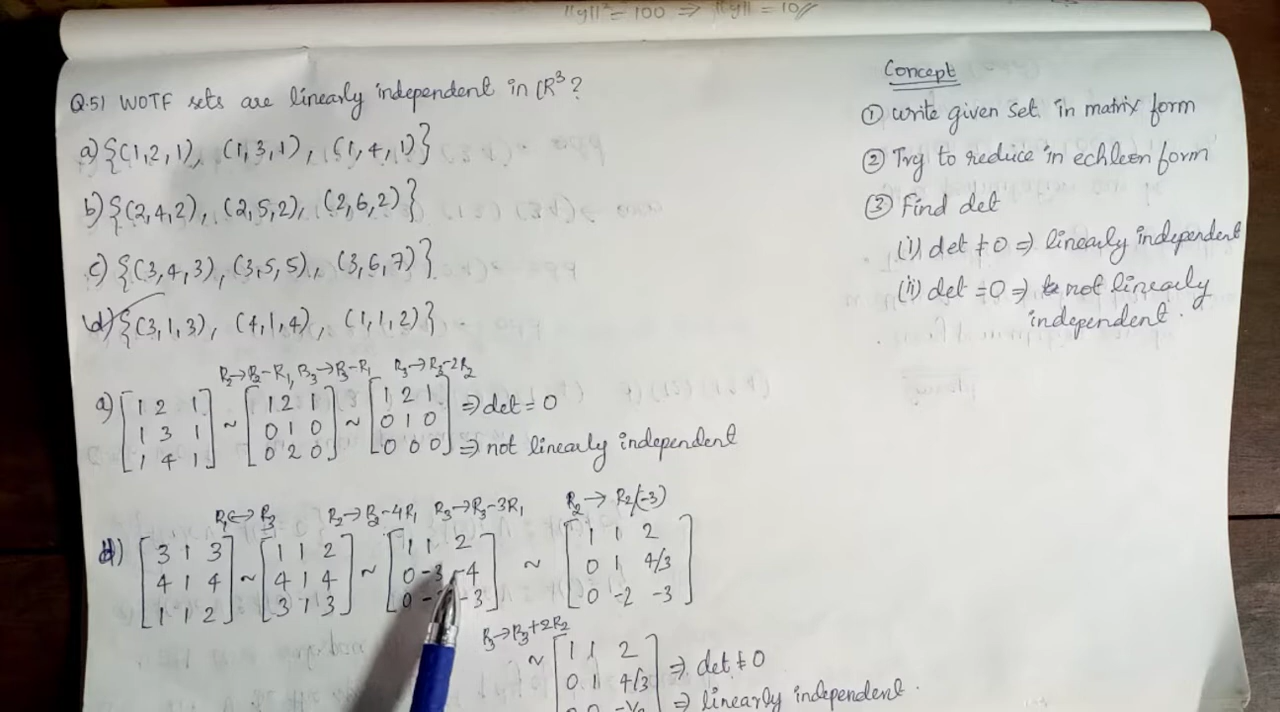 ||y||² = 100 ⇒ ||y|| = 10
Q.5) WOTF sets are linearly independent in ℝ³?
a) {(1,2,1), (1,3,1), (1,4,1)}
b) {(2,4,2), (2,5,2), (2,6,2)}
c) {(3,4,3), (3,5,5), (3,6,7)}
d) {(3,1,3), (4,1,4), (1,1,2)}
Concept
① Write given set in matrix form
② Try to reduce in echleon form
③ Find det
(i) det ≠ 0 ⇒ linearly independent
(ii) det = 0 ⇒ not linearly
independent.
R₂→R₂-R₁, R₃→R₃-R₁ R₃→R₃-2R₂
a) [1 2 1 ~ [1 2 1 ~ [1 2 1 ⇒ det = 0
1 3 1 0 1 0 0 1 0
1 4 1] 0 2 0] 0 0 0] ⇒ not linearly independent
R₁↔R₃ R₂→R₂-4R₁ R₃→R₃-3R₁ R₂→R₂/(-3)
d) [3 1 3 ~ [1 1 2 ~ [1 1 2 ~ [1 1 2
4 1 4 4 1 4 0 -3 -4 0 1 4/3
1 1 2] 3 1 3] 0 - -3] 0 -2 -3]
R₃→R₃+2R₂
~ [1 1 2 ⇒ det ≠ 0
0 1 4/3
0 0 ⇒ linearly independent.